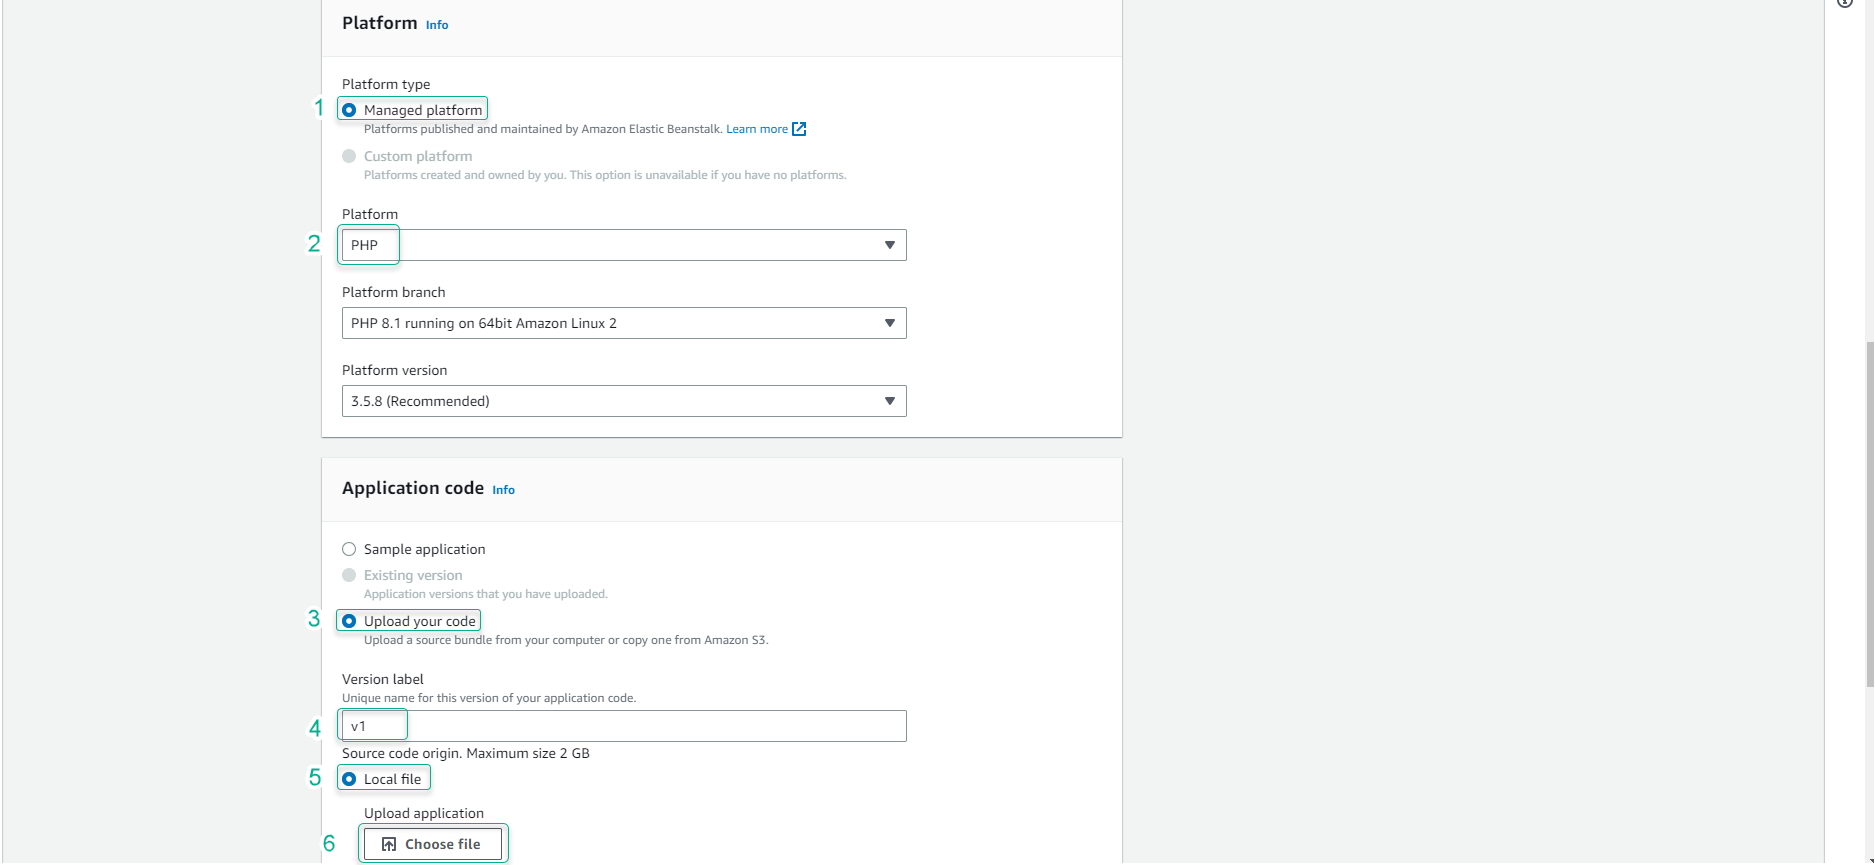 Platform Info
Platform type
1 Managed platform
Platforms published and maintained by Amazon Elastic Beanstalk. Learn more
Custom platform
Platforms created and owned by you. This option is unavailable if you have no platforms.
Platform
2 PHP
Platform branch
PHP 8.1 running on 64bit Amazon Linux 2
Platform version
3.5.8 (Recommended)
Application code Info
Sample application
Existing version
Application versions that you have uploaded.
3 Upload your code
Upload a source bundle from your computer or copy one from Amazon S3.
Version label
Unique name for this version of your application code.
4 v1
Source code origin. Maximum size 2 GB
5 Local file
Upload application
6 Choose file